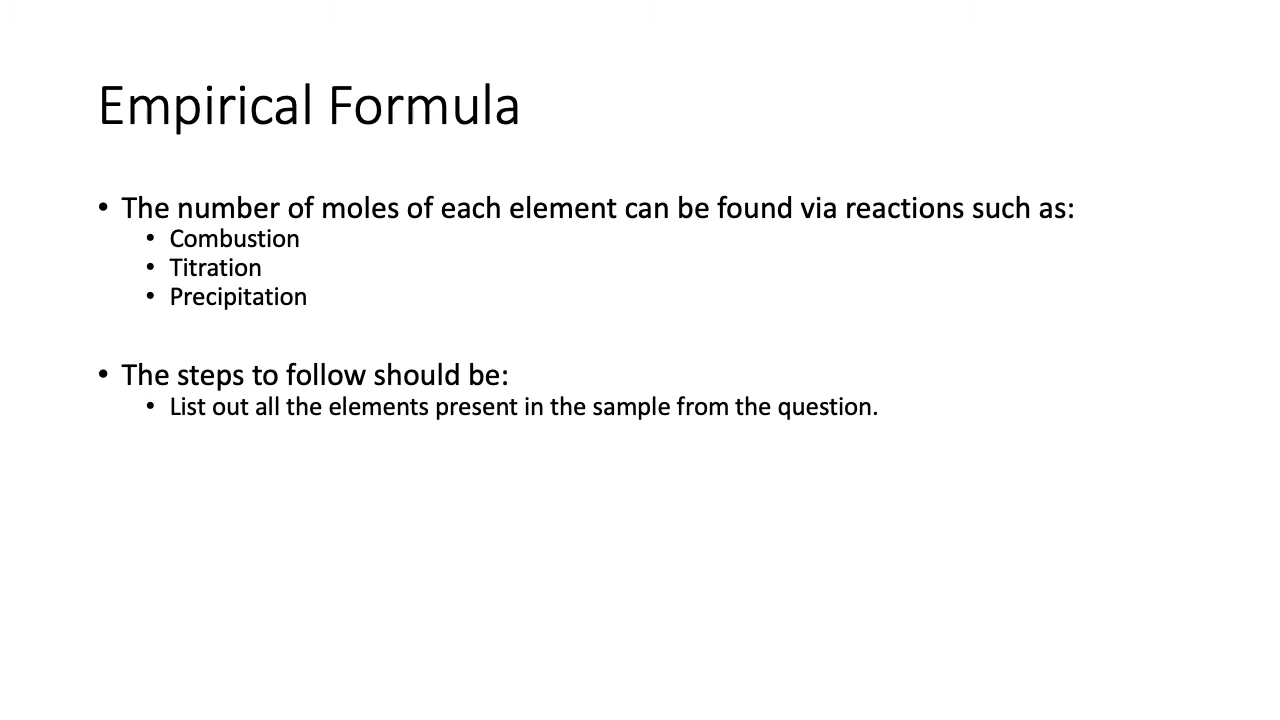 Empirical Formula
• The number of moles of each element can be found via reactions such as:
• Combustion
• Titration
• Precipitation
• The steps to follow should be:
• List out all the elements present in the sample from the question.